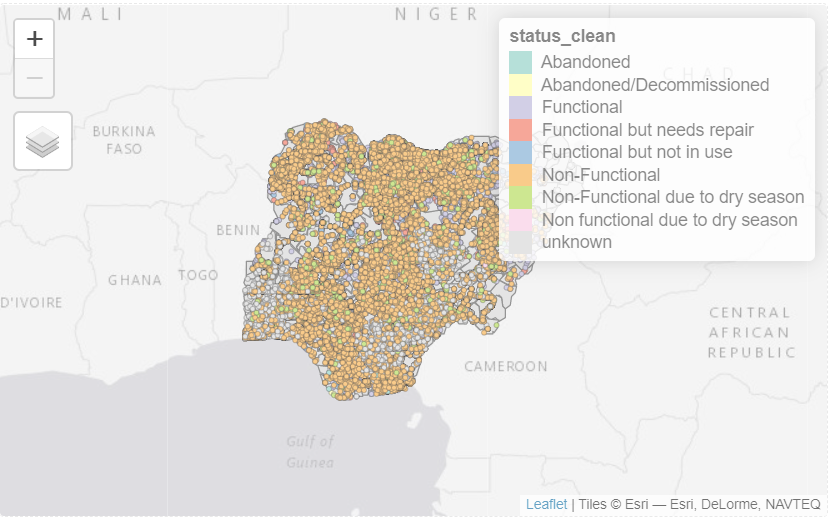 MALI
NIGER
+
−
status_clean
Abandoned
Abandoned/Decommissioned
Functional
Functional but needs repair
Functional but not in use
Non-Functional
Non-Functional due to dry season
Non functional due to dry season
unknown
CHAD
BURKINA
FASO
BENIN
GHANA
TOGO
D'IVOIRE
CENTRAL
AFRICAN
REPUBLIC
CAMEROON
Gulf of
Guinea
Leaflet | Tiles © Esri — Esri, DeLorme, NAVTEQ